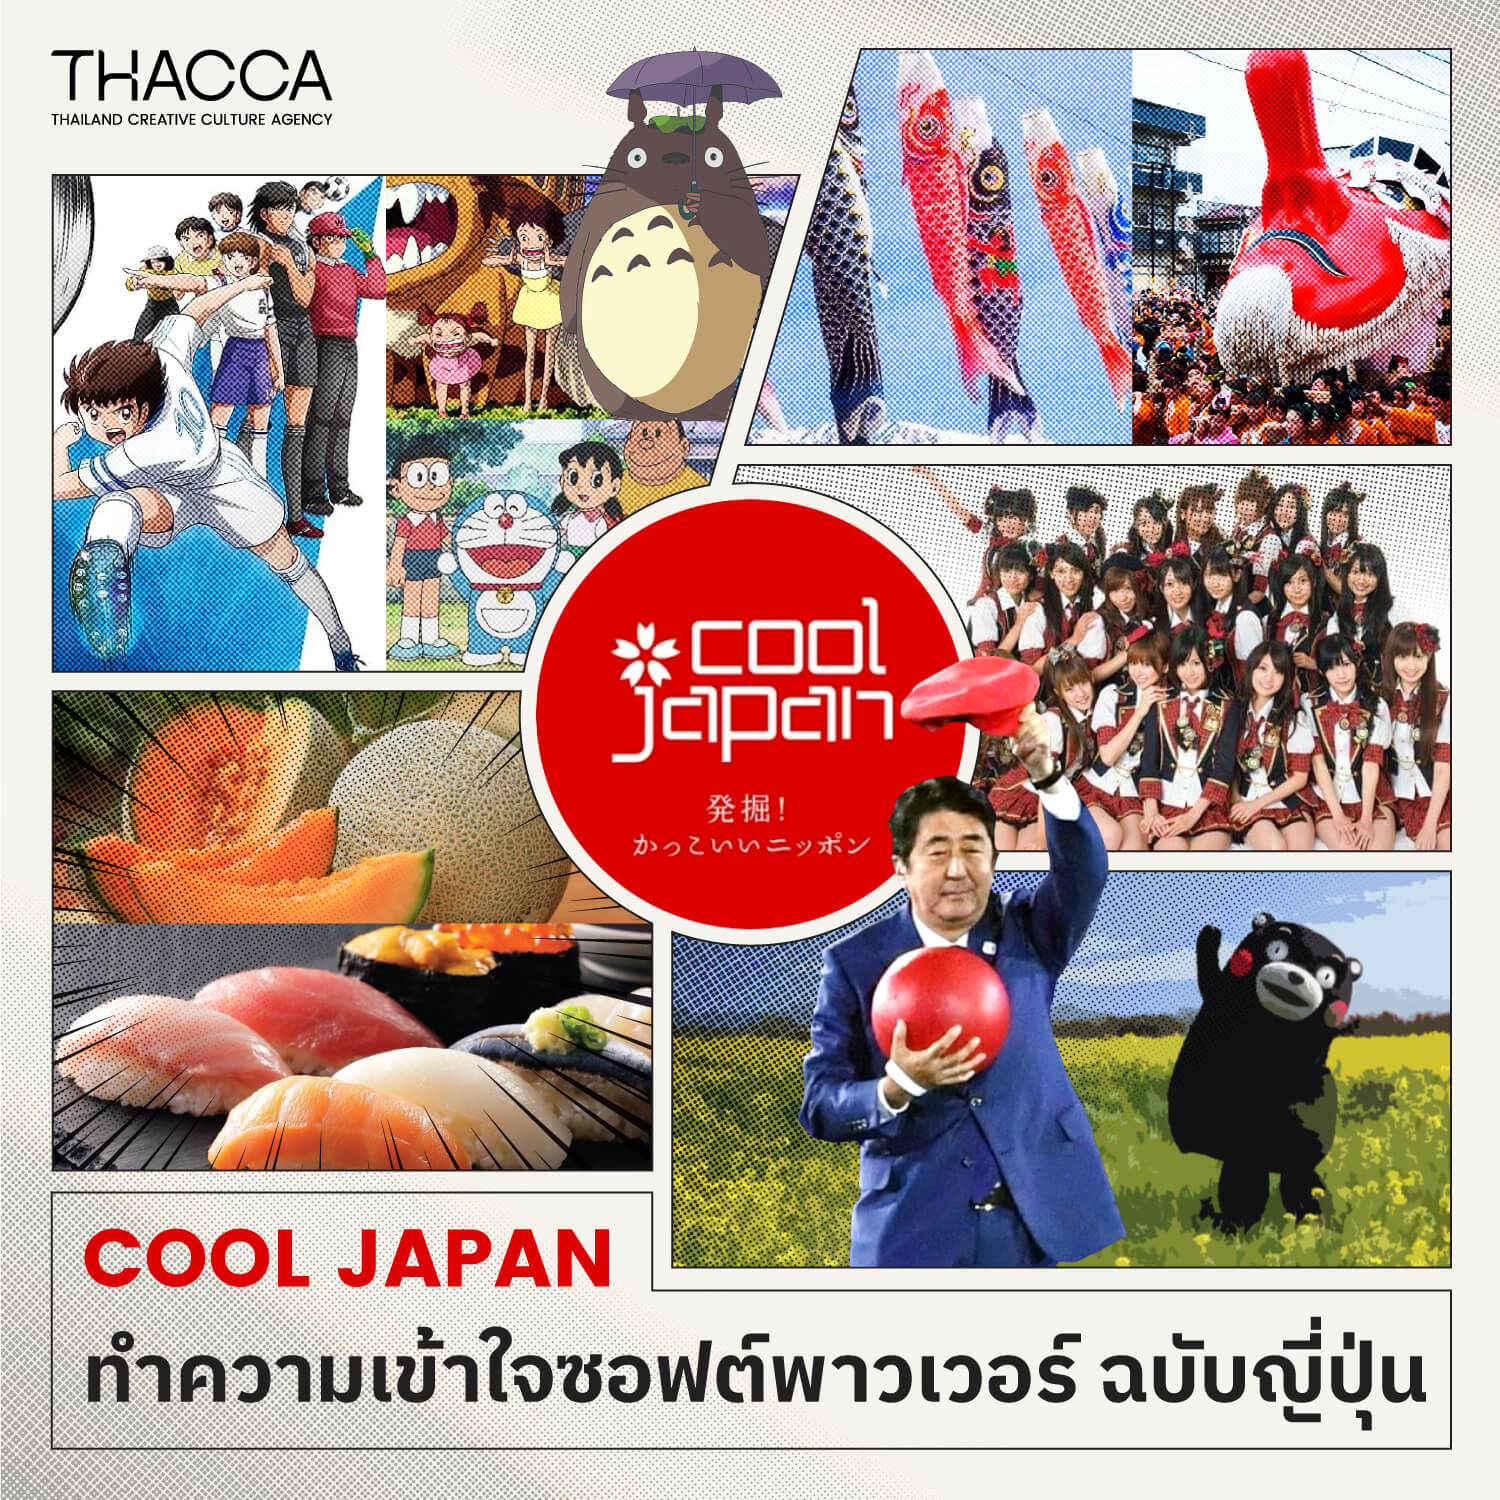 THACCA
THAILAND CREATIVE CULTURE AGENCY
cool
japan
発掘!
かっこいいニッポン
COOL JAPAN
ทำความเข้าใจซอฟต์พาวเวอร์ ฉบับญี่ปุ่น